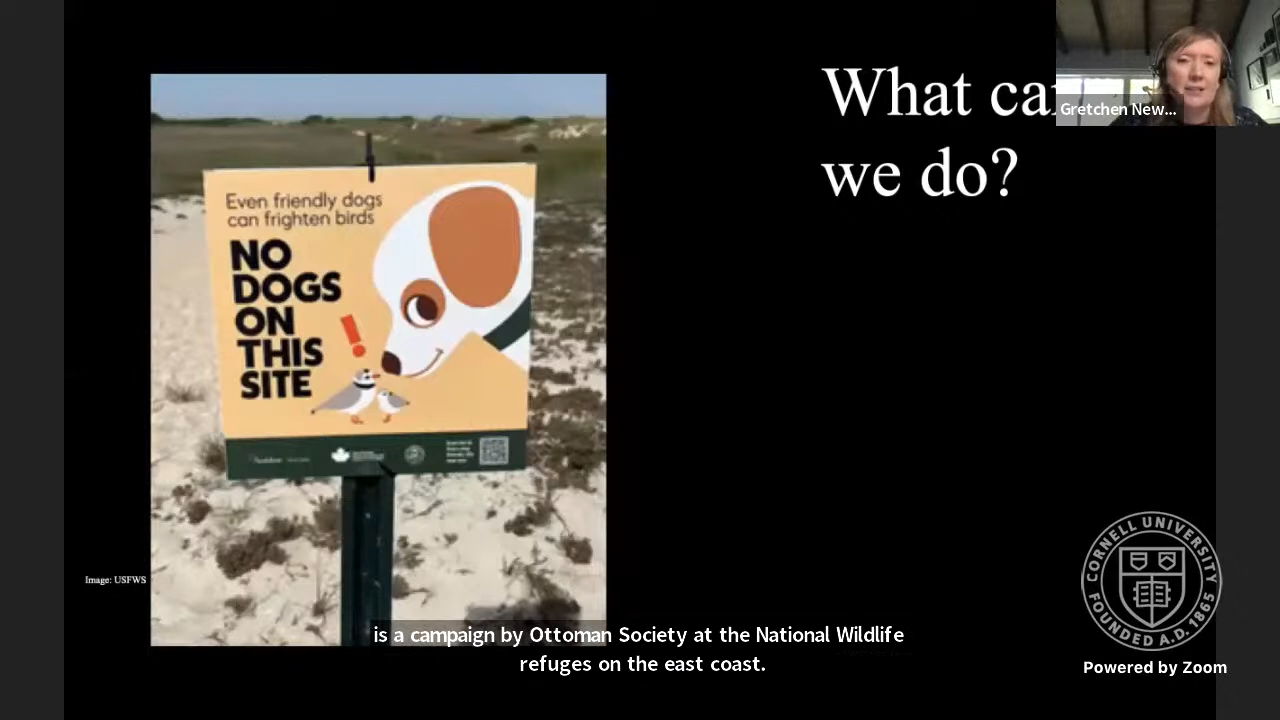 What ca
we do?
Gretchen New...
Even friendly dogs
can frighten birds
NO
DOGS
ON
THIS
SITE
!
Image: USFWS
is a campaign by Ottoman Society at the National Wildlife
refuges on the east coast.
CORNELL UNIVERSITY
FOUNDED A.D. 1865
Powered by Zoom